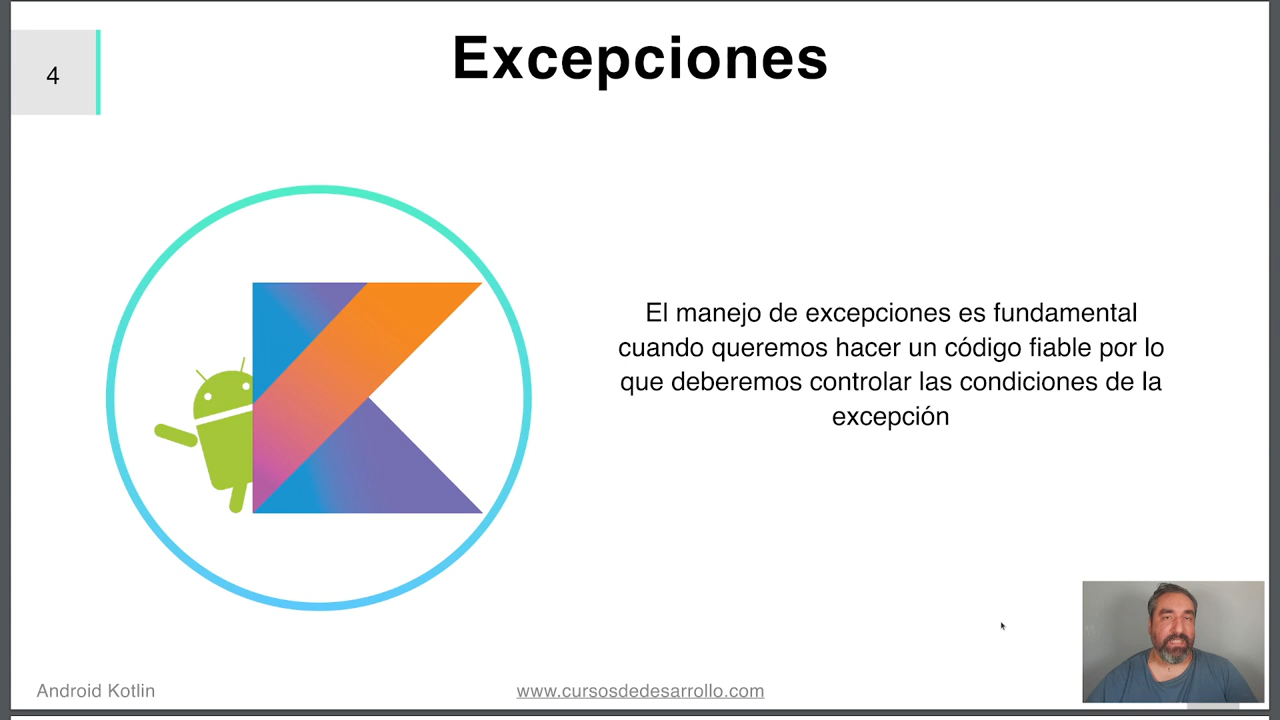 4
Excepciones
El manejo de excepciones es fundamental
cuando queremos hacer un código fiable por lo
que deberemos controlar las condiciones de la
excepción
Android Kotlin
www.cursosdedesarrollo.com